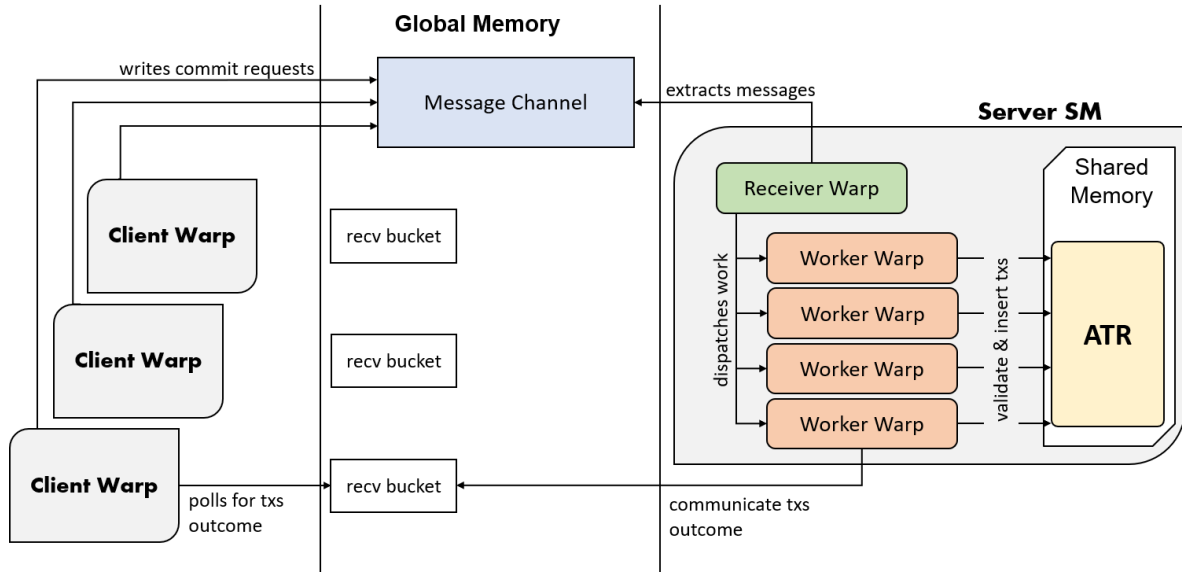 Global Memory
writes commit requests
Message Channel
extracts messages
Server SM
Receiver Warp
Shared
Memory
Client Warp
recv bucket
dispatches work
Worker Warp
Worker Warp
Worker Warp
Worker Warp
validate & insert txs
ATR
Client Warp
recv bucket
Client Warp
polls for txs
outcome
recv bucket
communicate txs
outcome